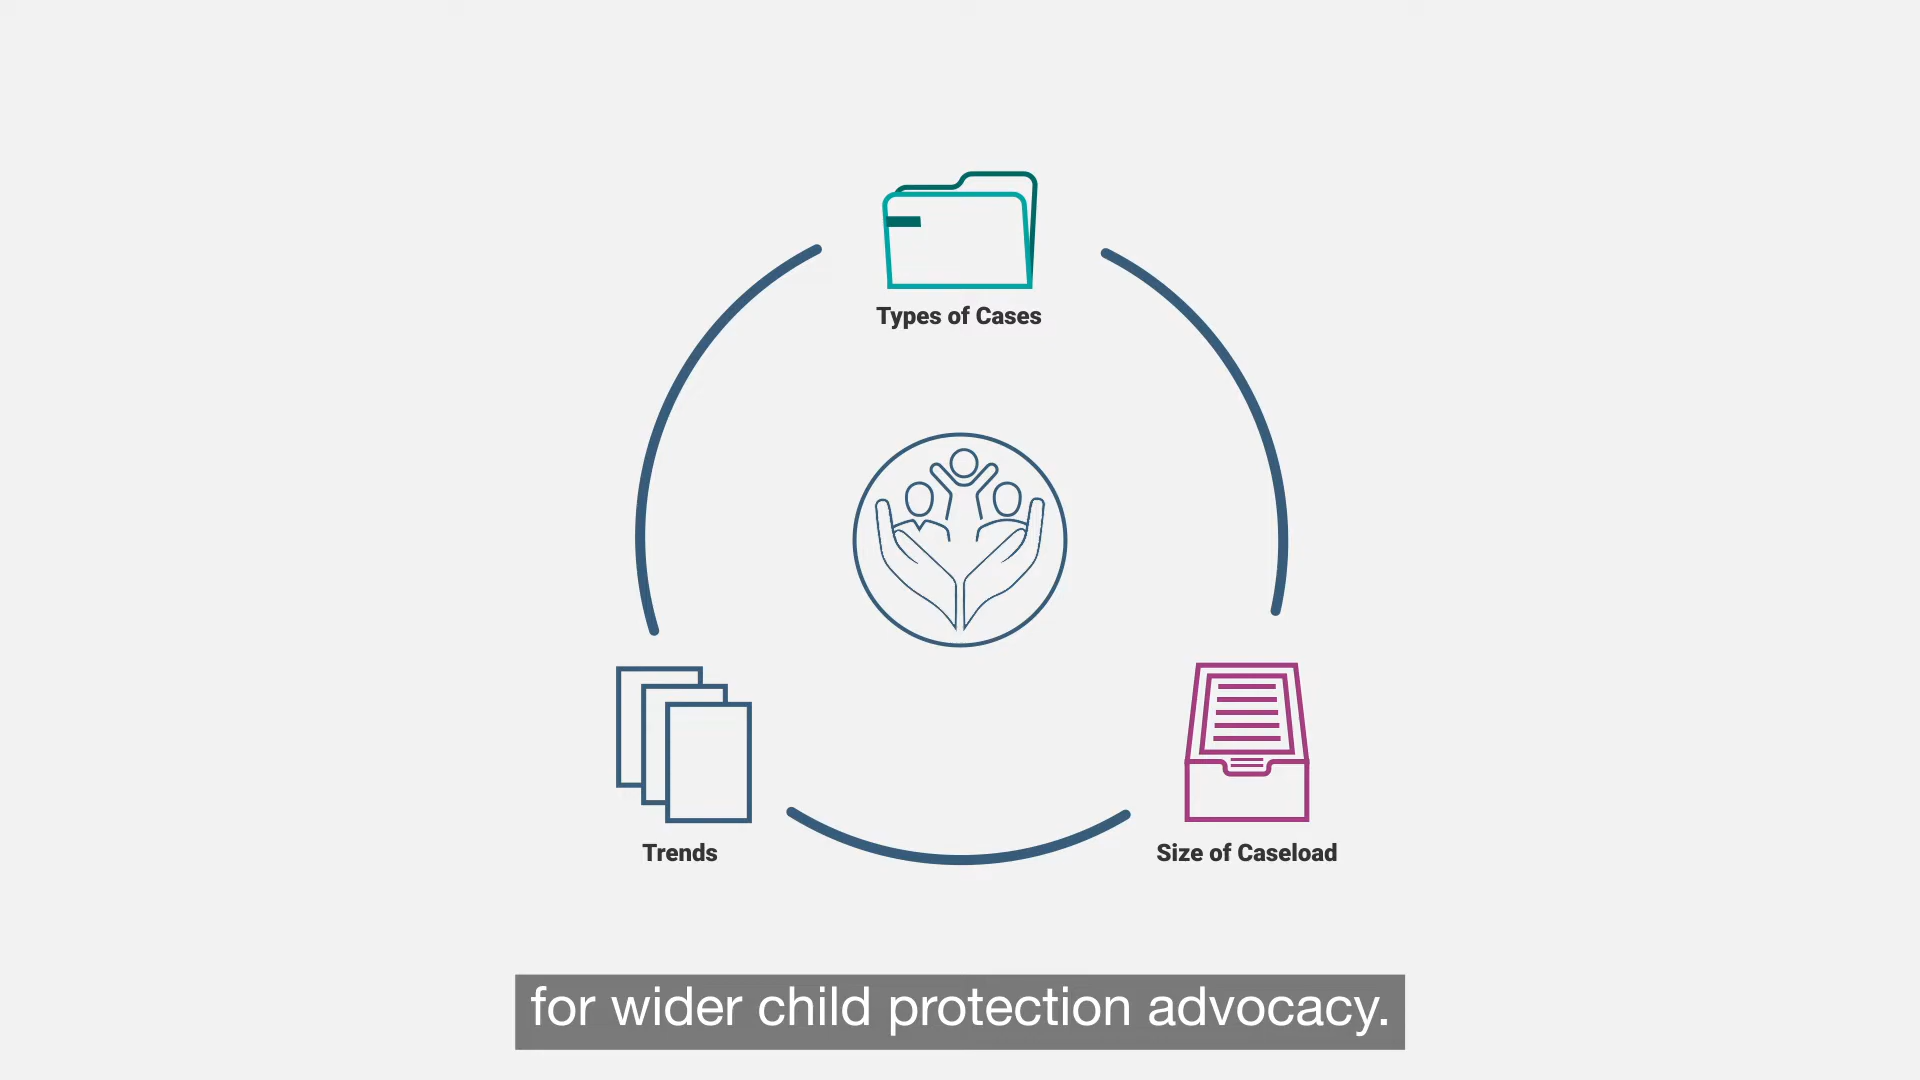 Types of Cases
Trends
Size of Caseload
for wider child protection advocacy.